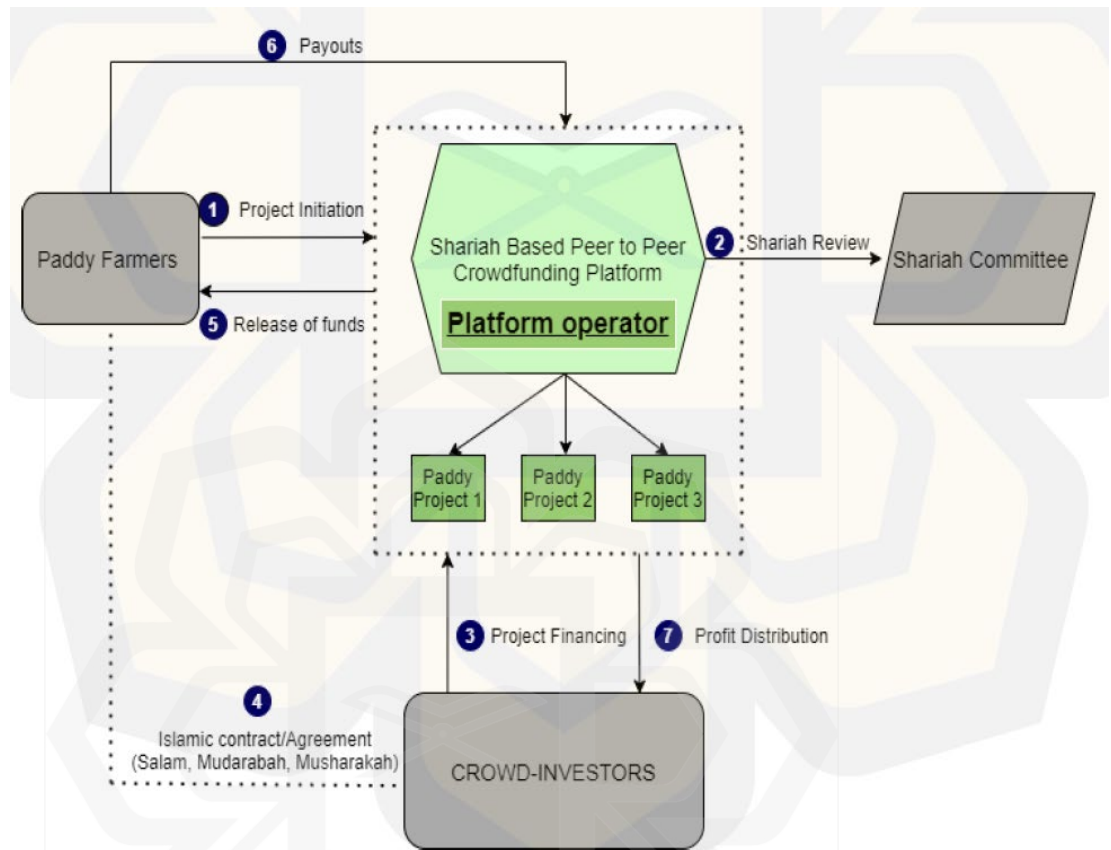 6 Payouts
1 Project Initiation
Paddy Farmers
5 Release of funds
Shariah Based Peer to Peer
Crowdfunding Platform
Platform operator
2 Shariah Review
Shariah Committee
Paddy
Project 1
Paddy
Project 2
Paddy
Project 3
3 Project Financing
7 Profit Distribution
4
Islamic contract/Agreement
(Salam, Mudarabah, Musharakah)
CROWD-INVESTORS